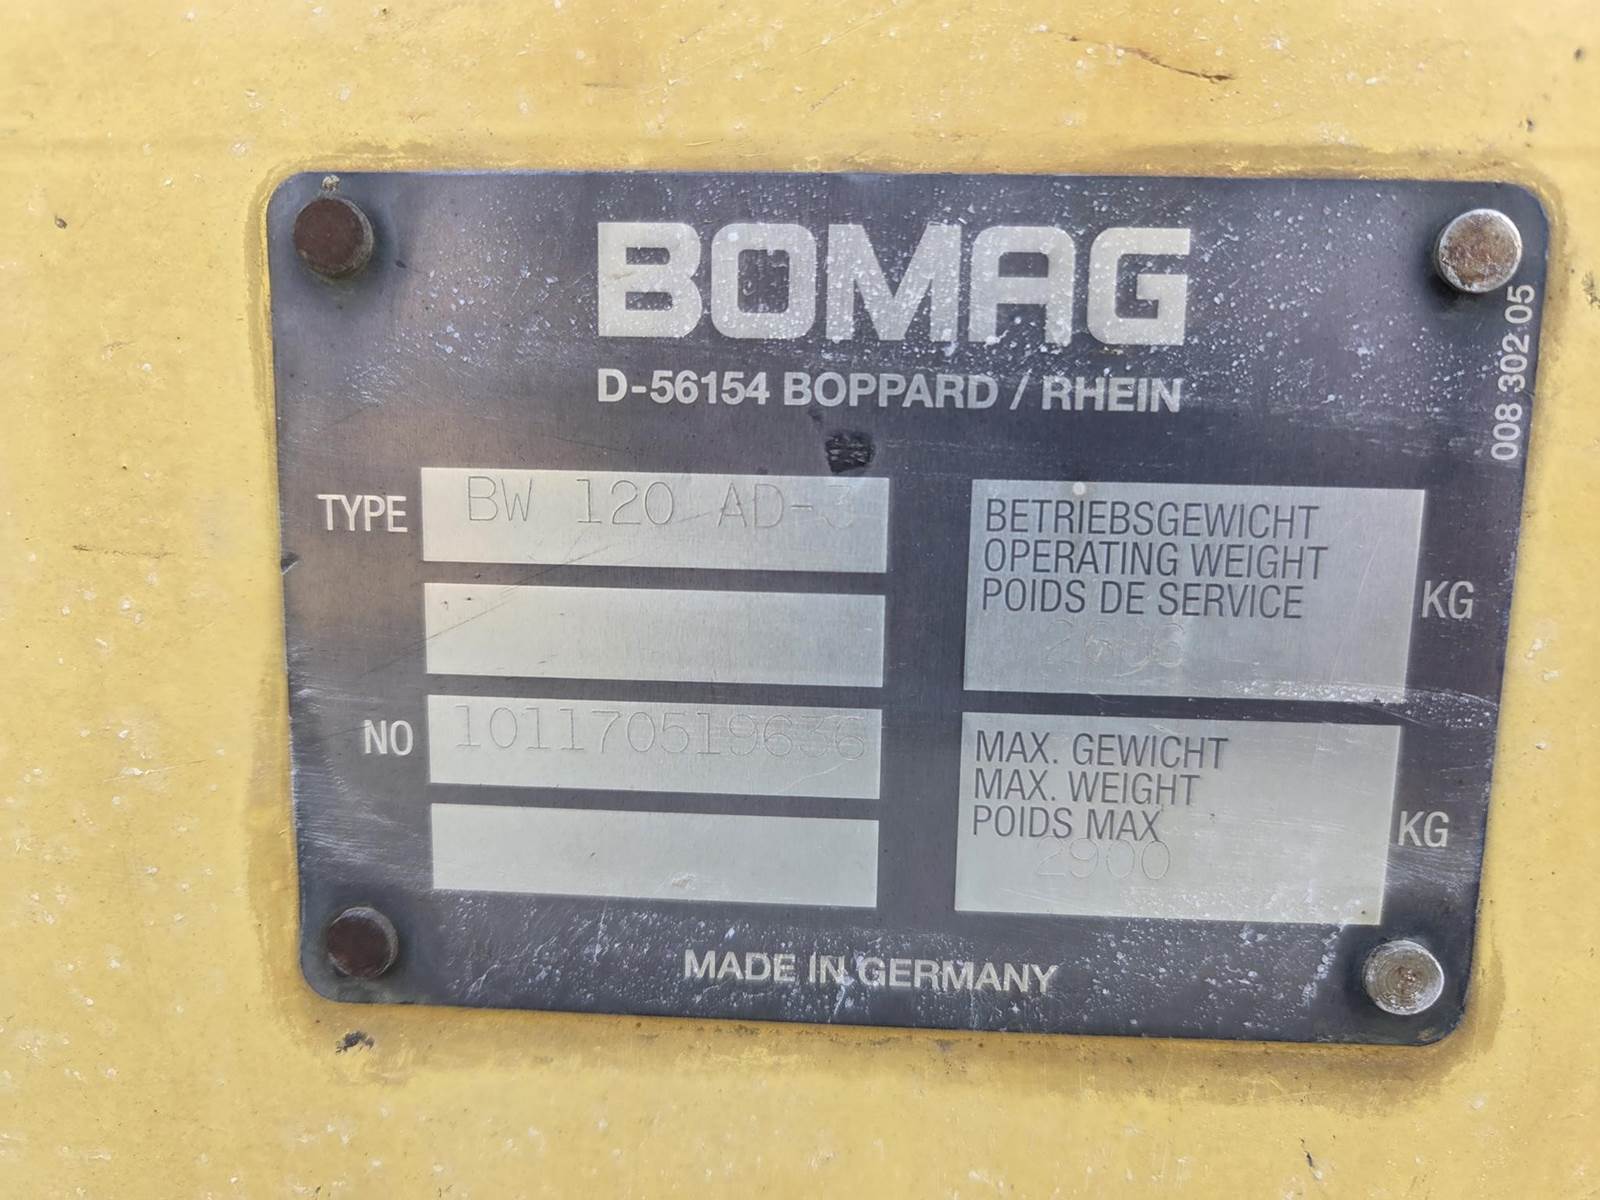 BOMAG
D-56154 BOPPARD / RHEIN
008 302 05
TYPE BW 120 AD-3
NO 101170519636
BETRIEBSGEWICHT
OPERATING WEIGHT
POIDS DE SERVICE
KG
MAX. GEWICHT
MAX. WEIGHT
POIDS MAX
2900
KG
MADE IN GERMANY